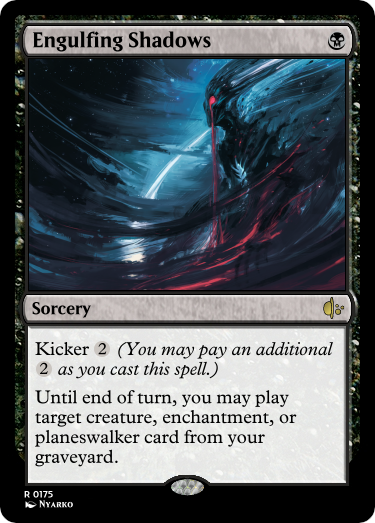 Engulfing Shadows
Sorcery
Kicker 2 (You may pay an additional
2 as you cast this spell.)
Until end of turn, you may play
target creature, enchantment, or
planeswalker card from your
graveyard.
R 0175
Nyarko